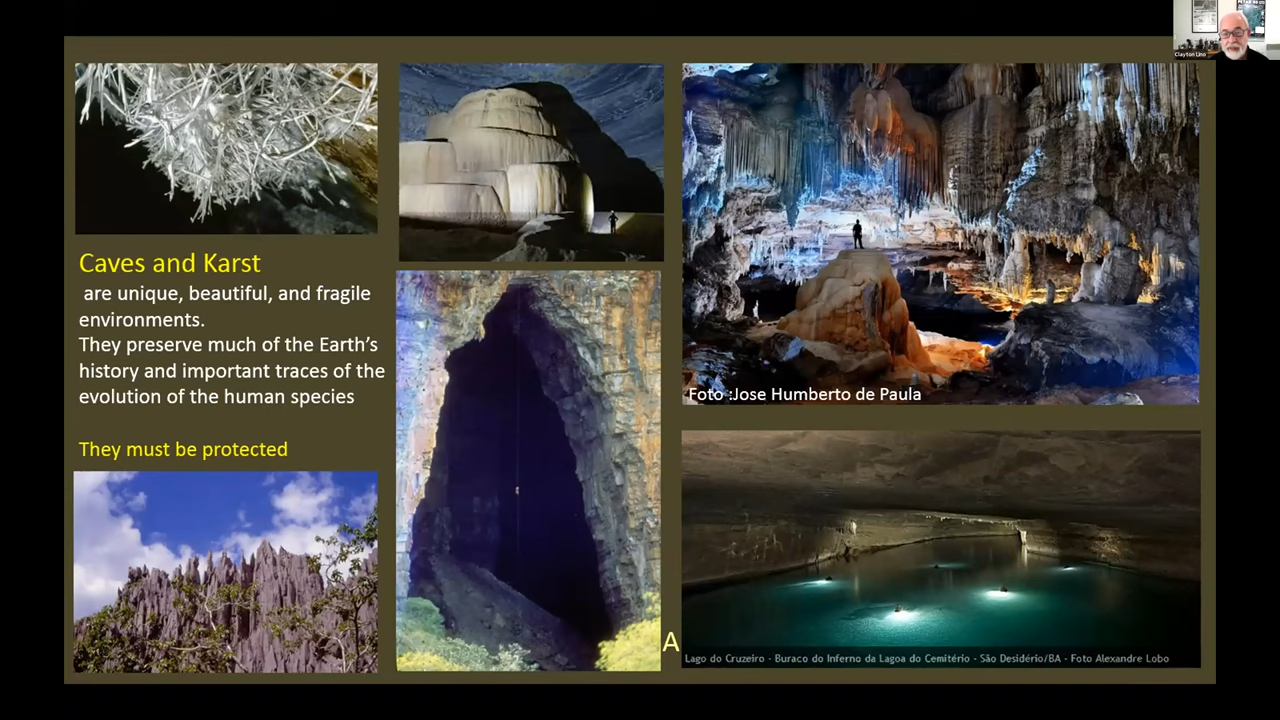 Clayton Lino
Caves and Karst
are unique, beautiful, and fragile
environments.
They preserve much of the Earth's
history and important traces of the
evolution of the human species
They must be protected
Foto :Jose Humberto de Paula
A
Lago do Cruzeiro - Buraco do Inferno da Lagoa do Cemitério - São Desidério/BA - Foto Alexandre Lobo